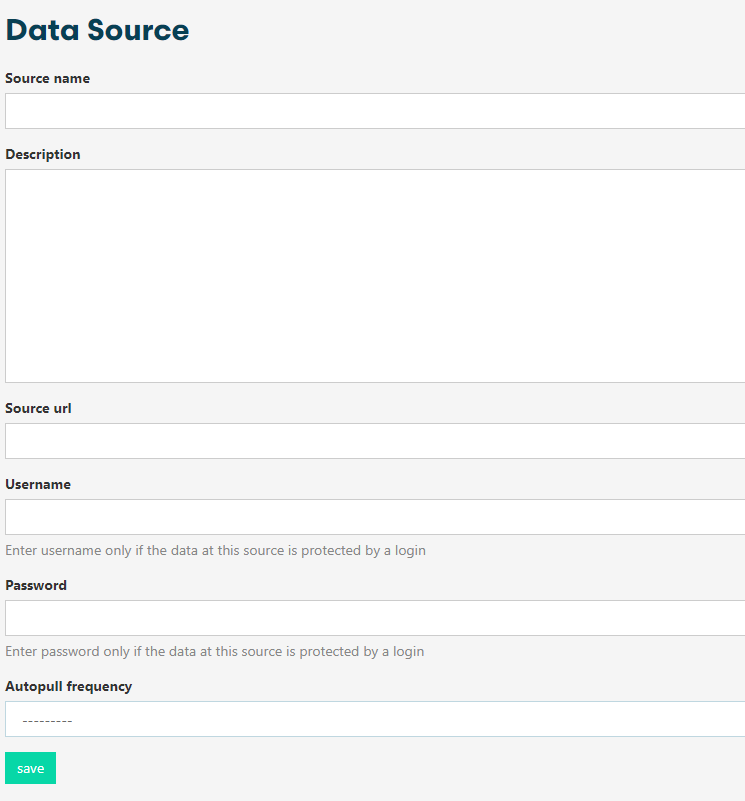 Data Source
Source name
Description
Source url
Username
Enter username only if the data at this source is protected by a login
Password
Enter password only if the data at this source is protected by a login
Autopull frequency
---------
save